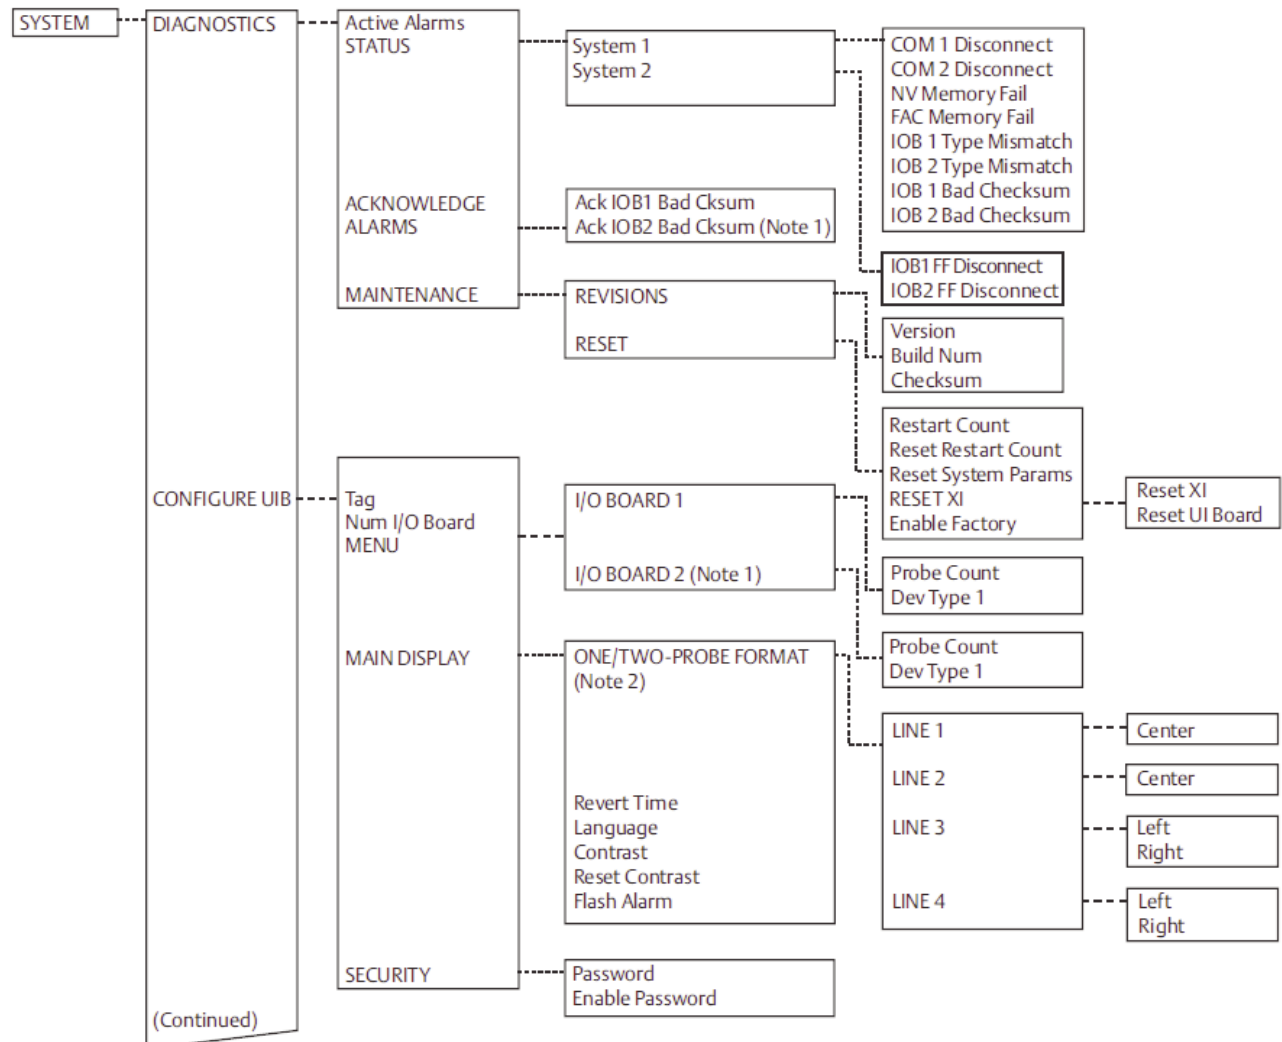 SYSTEM
DIAGNOSTICS
Active Alarms
STATUS
System 1
System 2
COM 1 Disconnect
COM 2 Disconnect
NV Memory Fail
FAC Memory Fail
IOB 1 Type Mismatch
IOB 2 Type Mismatch
IOB 1 Bad Checksum
IOB 2 Bad Checksum
IOB1 FF Disconnect
IOB2 FF Disconnect
ACKNOWLEDGE
ALARMS
Ack IOB1 Bad Cksum
Ack IOB2 Bad Cksum (Note 1)
MAINTENANCE
REVISIONS
RESET
Version
Build Num
Checksum
Restart Count
Reset Restart Count
Reset System Params
RESET XI
Enable Factory
Reset XI
Reset UI Board
CONFIGURE UIB
Tag
Num I/O Board
MENU
I/O BOARD 1
I/O BOARD 2 (Note 1)
Probe Count
Dev Type 1
Probe Count
Dev Type 1
MAIN DISPLAY
ONE/TWO-PROBE FORMAT
(Note 2)
Revert Time
Language
Contrast
Reset Contrast
Flash Alarm
LINE 1
Center
LINE 2
Center
LINE 3
Left
Right
LINE 4
Left
Right
SECURITY
Password
Enable Password
(Continued)